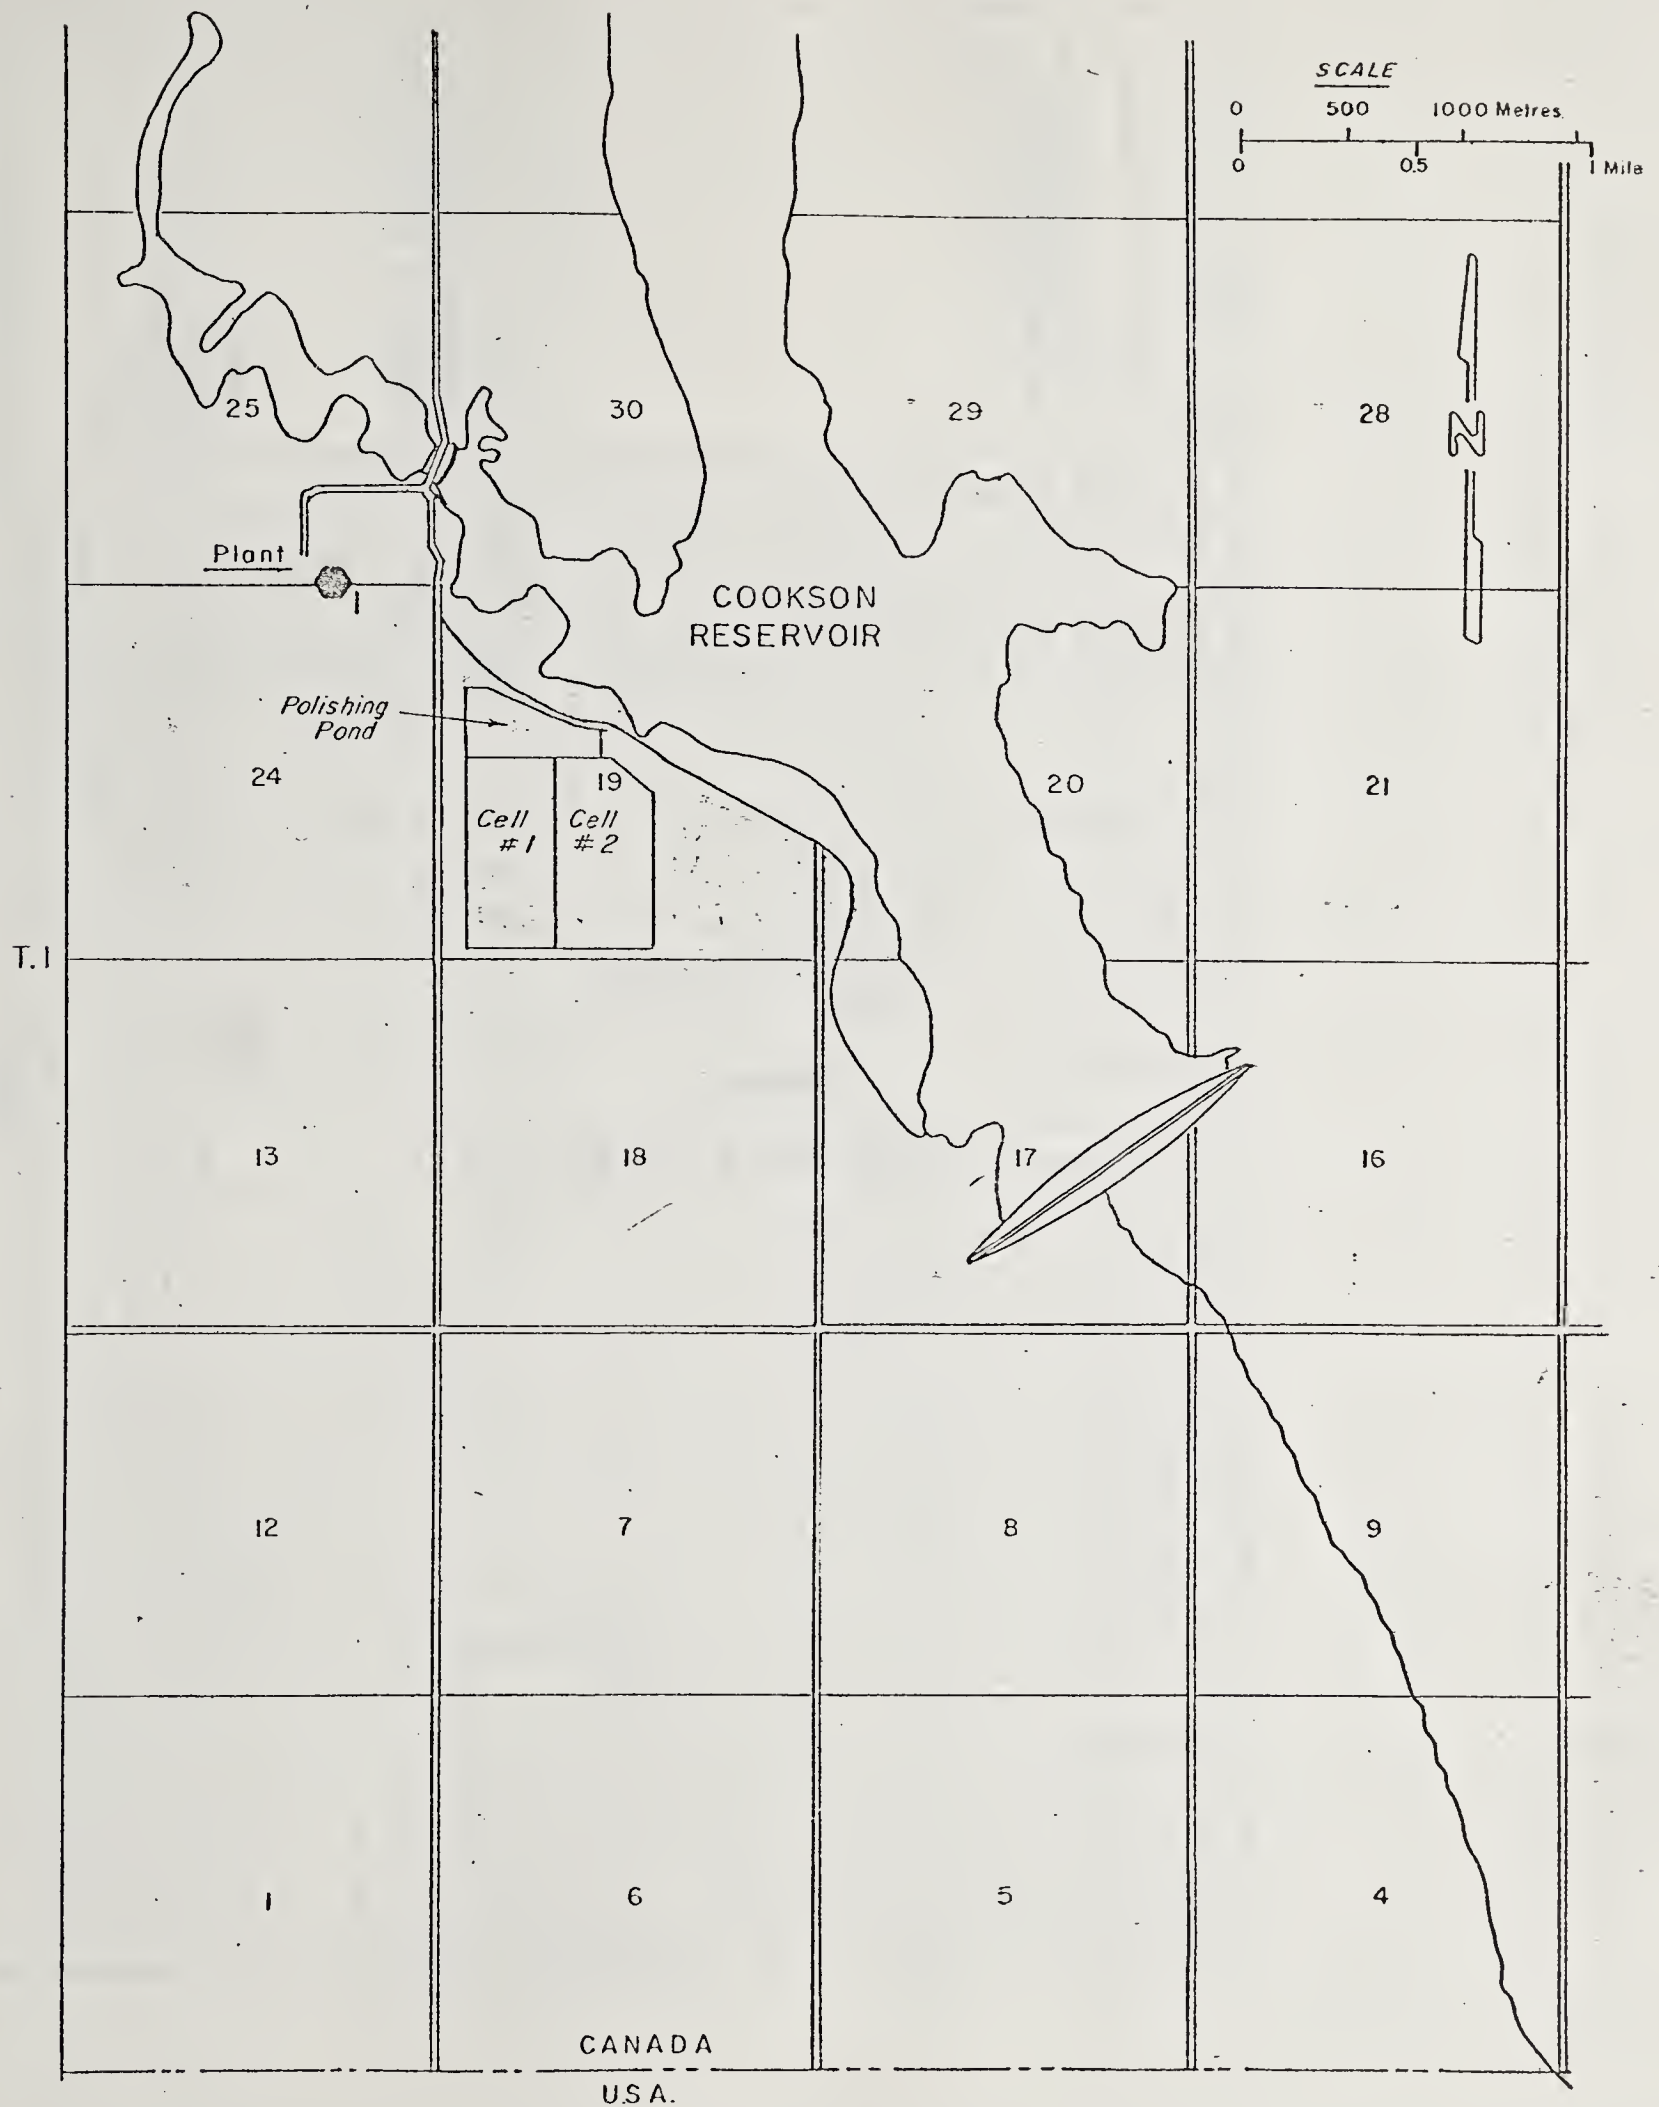 SCALE
0 500 1000 Metres
0 0.5 1 Mile
25 30 29 28
N
Plant
1
COOKSON
RESERVOIR
Polishing
Pond
24 19 20 21
Cell
#1
Cell
#2
T.1
13 18 17 16
12 7 8 9
1 6 5 4
CANADA
U.S.A.